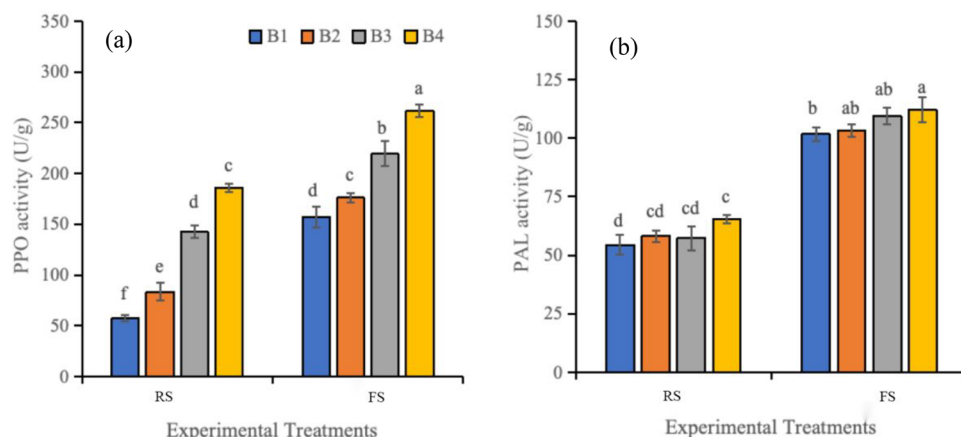 (a)
B1 B2 B3 B4
PPO activity (U/g)
350
300
250
200
150
100
50
0
f e d c
d c b a
RS FS
Experimental Treatments
(b)
PAL activity (U/g)
150
125
100
75
50
25
0
d cd cd c
b ab ab a
RS FS
Experimental Treatments